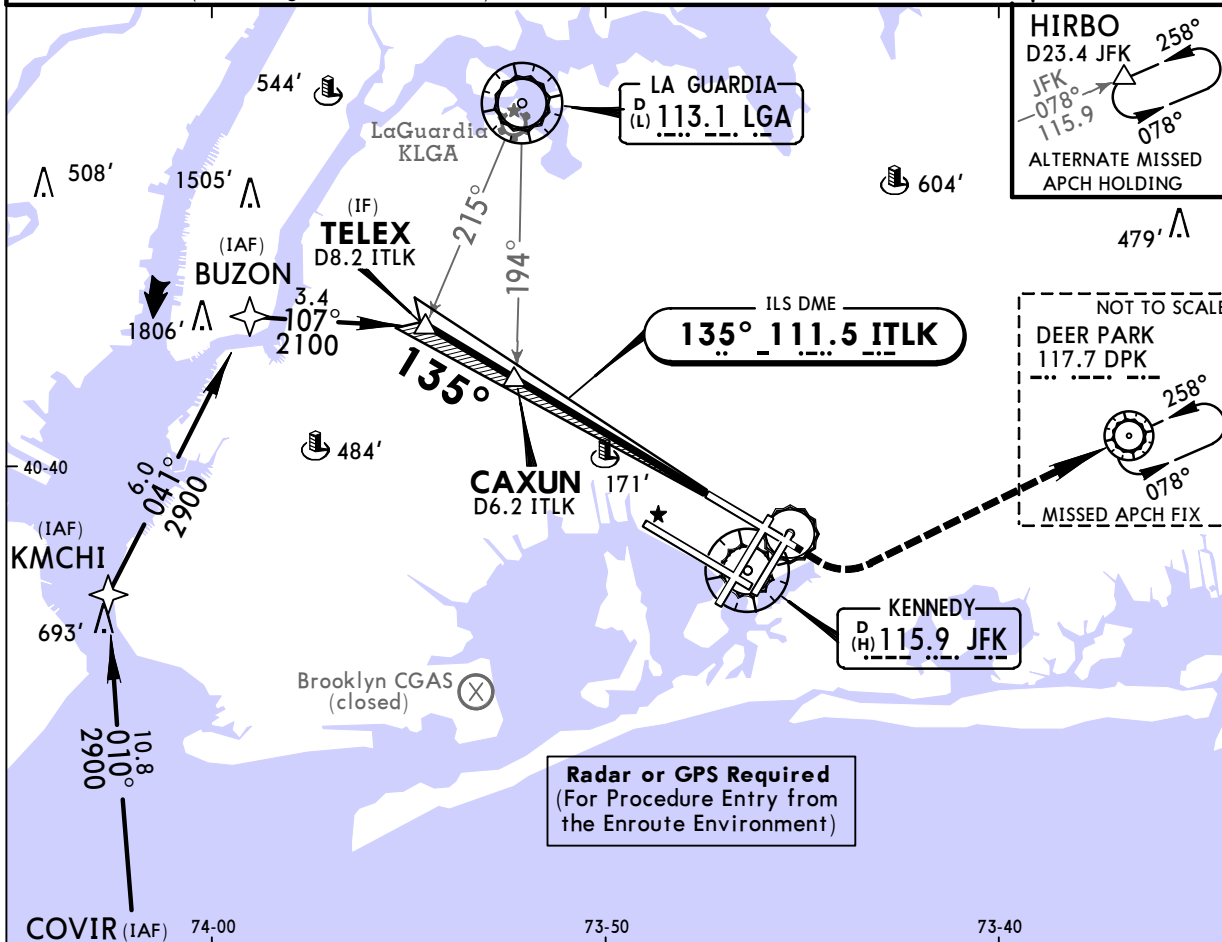 HIRBO
D23.4 JFK
258°
JFK
078°
115.9
078°
ALTERNATE MISSED
APCH HOLDING
544'
LA GUARDIA
D
(L) 113.1 LGA
LaGuardia
KLGA
508'
1505'
604'
215°
194°
(IF)
TELEX
D8.2 ITLK
479'
(IAF)
BUZON
3.4
107°
2100
1806'
ILS DME
135° 111.5 ITLK
NOT TO SCALE
DEER PARK
117.7 DPK
258°
078°
MISSED APCH FIX
135°
484'
40-40
CAXUN
D6.2 ITLK
171'
6.0
041°
2900
(IAF)
KMCHI
693'
KENNEDY
D
(H) 115.9 JFK
Brooklyn CGAS
(closed)
X
10.8
010°
2900
Radar or GPS Required
(For Procedure Entry from
the Enroute Environment)
COVIR (IAF)
74-00
73-50
73-40